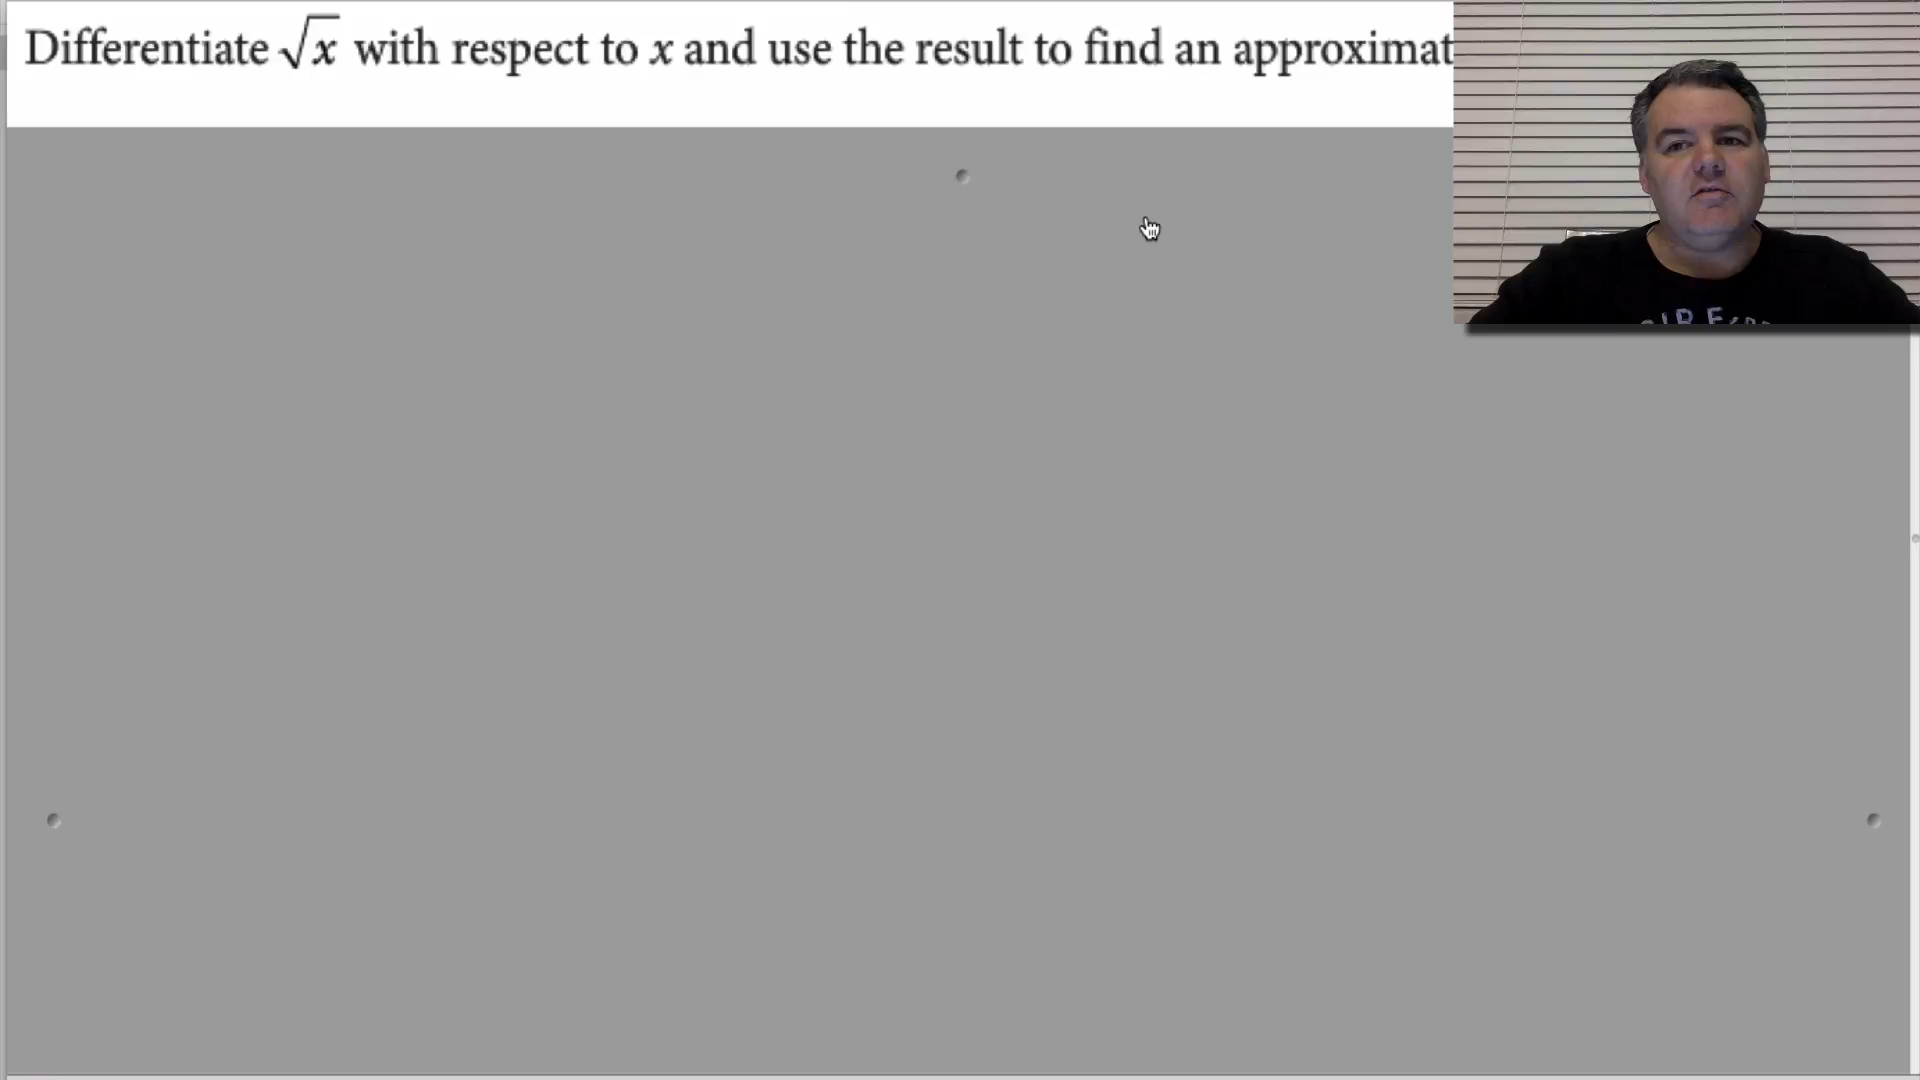 Differentiate √x with respect to x and use the result to find an approximat